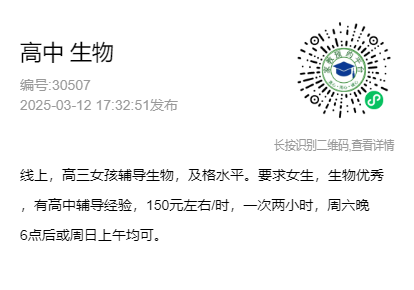 高中 生物
编号:30507
2025-03-12 17:32:51发布
长按识别二维码,查看详情
线上，高三女孩辅导生物，及格水平。要求女生，生物优秀
，有高中辅导经验，150元左右/时，一次两小时，周六晚
6点后或周日上午均可。